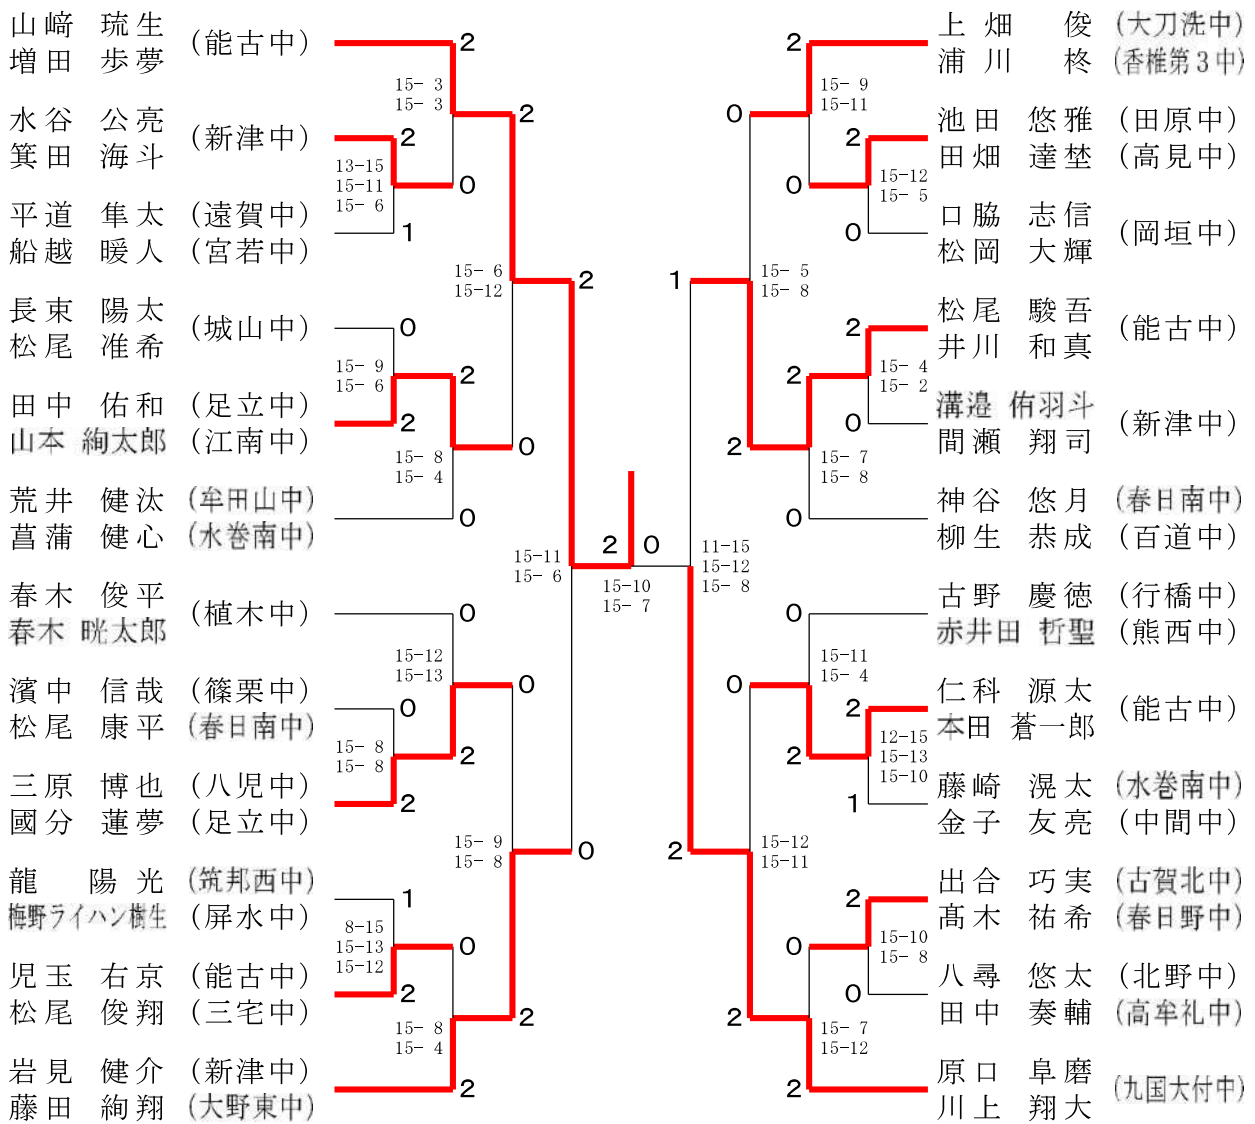 山﨑 琉生 (能古中)
増田 歩夢
2
15- 3
15- 3
2
水谷 公亮 (新津中)
箕田 海斗
2
13-15
15-11
15- 6
0
平道 隼太 (遠賀中)
船越 暖人 (宮若中)
1
15- 6
15-12
2
長束 陽太 (城山中)
松尾 准希
0
15- 9
15- 6
2
田中 佑和 (足立中)
山本 絢太郎 (江南中)
2
15- 8
15- 4
0
荒井 健汰 (牟田山中)
菖蒲 健心 (水巻南中)
0
15-11
15- 6
春木 俊平 (植木中)
春木 晄太郎
0
15-12
15-13
0
濱中 信哉 (篠栗中)
松尾 康平 (春日南中)
0
15- 8
15- 8
2
三原 博也 (八児中)
國分 蓮夢 (足立中)
2
15- 9
15- 8
0
龍 陽光 (筑邦西中)
梅野ライハン樹生 (屏水中)
1
8-15
15-13
15-12
0
児玉 右京 (能古中)
松尾 俊翔 (三宅中)
2
15- 8
15- 4
2
岩見 健介 (新津中)
藤田 絢翔 (大野東中)
2
2 0
15-10
15- 7
上畑 俊 (大刀洗中)
浦川 柊 (香椎第3中)
2
15- 9
15-11
0
池田 悠雅 (田原中)
田畑 達埜 (高見中)
2
15-12
15- 5
0
口脇 志信 (岡垣中)
松岡 大輝
0
15- 5
15- 8
1
松尾 駿吾 (能古中)
井川 和真
2
15- 4
15- 2
2
溝邉 侑羽斗 (新津中)
間瀬 翔司
0
15- 7
15- 8
2
神谷 悠月 (春日南中)
柳生 恭成 (百道中)
0
11-15
15-12
15- 8
古野 慶徳 (行橋中)
赤井田 哲聖 (熊西中)
0
15-11
15- 4
0
仁科 源太 (能古中)
本田 蒼一郎
2
12-15
15-13
15-10
2
藤崎 滉太 (水巻南中)
金子 友亮 (中間中)
1
15-12
15-11
2
出合 巧実 (古賀北中)
髙木 祐希 (春日野中)
2
15-10
15- 8
0
八尋 悠太 (北野中)
田中 奏輔 (高牟礼中)
0
15- 7
15-12
2
原口 阜磨 (九国大付中)
川上 翔大
2